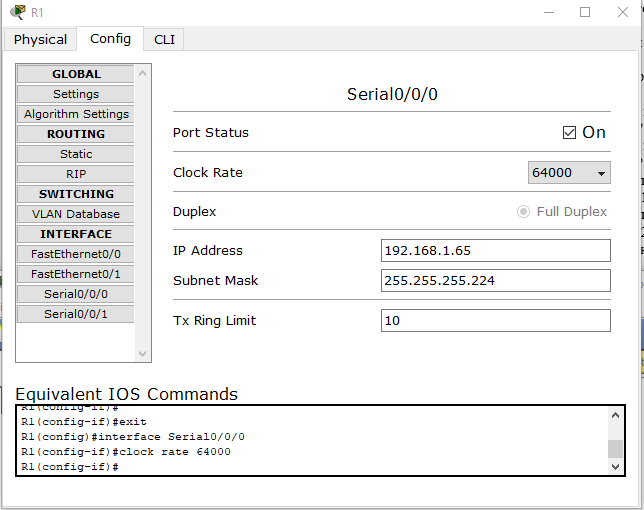 R1
Physical
Config
CLI
GLOBAL
Settings
Algorithm Settings
ROUTING
Static
RIP
SWITCHING
VLAN Database
INTERFACE
FastEthernet0/0
FastEthernet0/1
Serial0/0/0
Serial0/0/1
Serial0/0/0
Port Status
On
Clock Rate
64000
Duplex
Full Duplex
IP Address
192.168.1.65
Subnet Mask
255.255.255.224
Tx Ring Limit
10
Equivalent IOS Commands
R1(config-if)#
R1(config-if)#exit
R1(config)#interface Serial0/0/0
R1(config-if)#clock rate 64000
R1(config-if)#